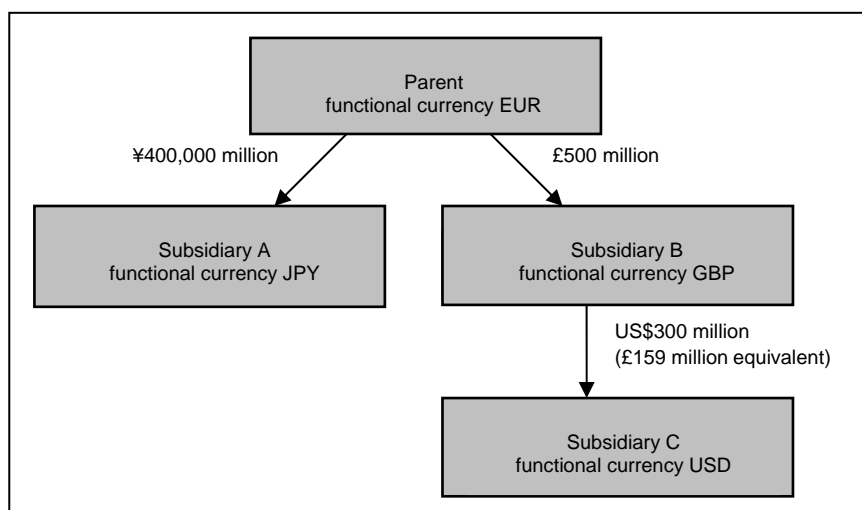 Parent
functional currency EUR
¥400,000 million
£500 million
Subsidiary A
functional currency JPY
Subsidiary B
functional currency GBP
US$300 million
(£159 million equivalent)
Subsidiary C
functional currency USD